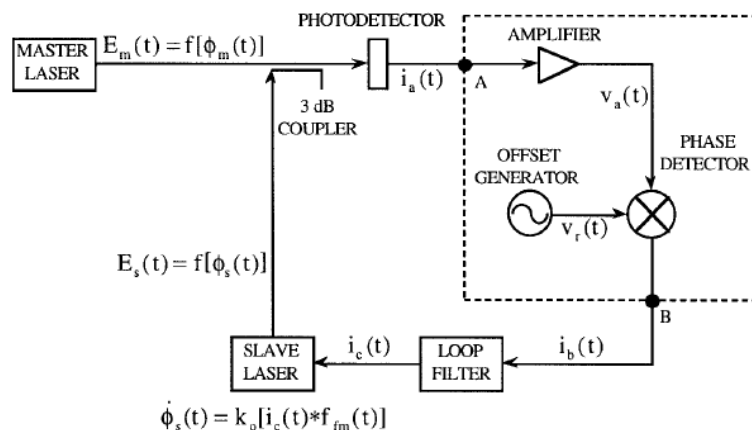 PHOTODETECTOR
MASTER
LASER
E_m(t) = f[ϕ_m(t)]
i_a(t)
A
AMPLIFIER
v_a(t)
3 dB
COUPLER
OFFSET
GENERATOR
PHASE
DETECTOR
v_r(t)
E_s(t) = f[ϕ_s(t)]
B
SLAVE
LASER
i_c(t)
LOOP
FILTER
i_b(t)
ϕ̇_s(t) = k_o[i_c(t)*f_fm(t)]